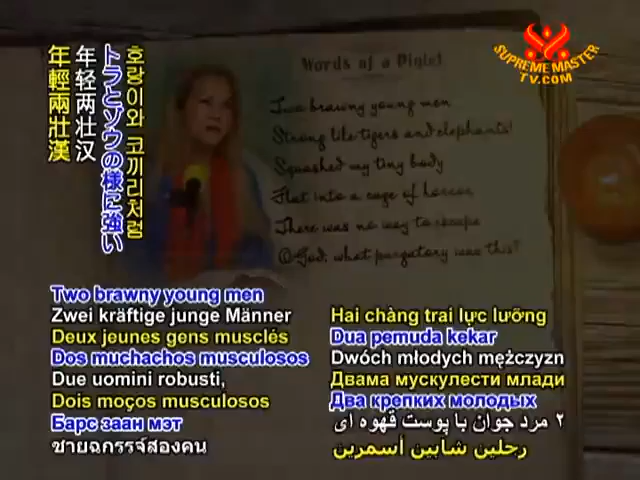 SUPREME MASTER
TV.COM
Words of a Piglet
Two brawny young men
Strong like tigers and elephants!
Squashed my tiny body
Flat into a cage of horror
There was no way to escape
O God, what purgatory was this?
호랑이와 코끼리처럼
トラとゾウの様に強い
年轻两壮汉
年輕兩壯漢
Two brawny young men
Zwei kräftige junge Männer
Deux jeunes gens musclés
Dos muchachos musculosos
Due uomini robusti,
Dois moços musculosos
Барс заан мэт
ชายฉกรรจ์สองคน
Hai chàng trai lực lưỡng
Dua pemuda kekar
Dwóch młodych mężczyzn
Двама мускулести млади
Два крепких молодых
٢ مرد جوان با پوست قهوه ای
رجلين شابين أسمرين